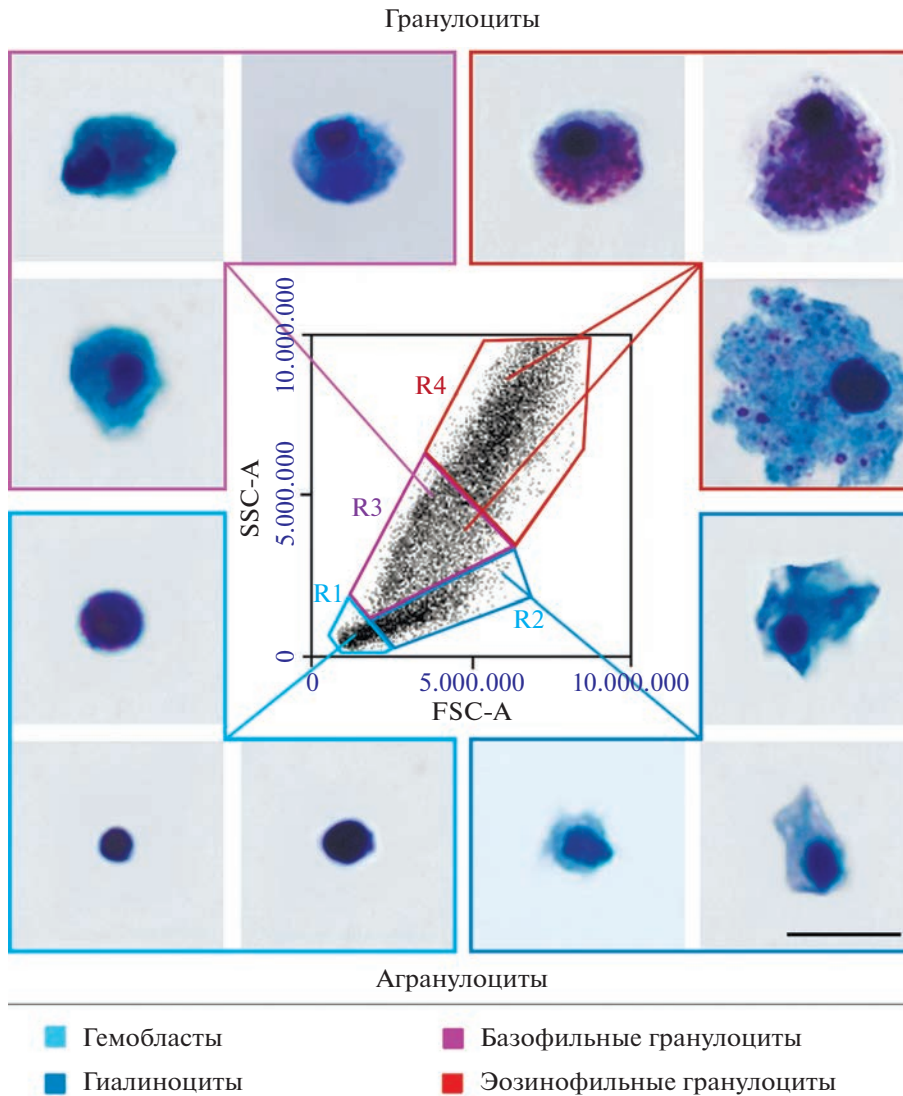 Гранулоциты
10.000.000
R4
SSC-A
5.000.000
R3
R1
R2
0
0
5.000.000
10.000.000
FSC-A
Агранулоциты
Гемобласты
Базофильные гранулоциты
Гиалиноциты
Эозинофильные гранулоциты